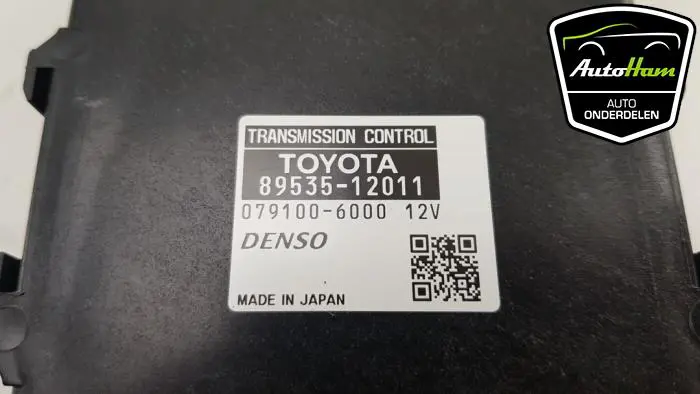 AutoHam
AUTO
ONDERDELEN
TRANSMISSION CONTROL
TOYOTA
89535-12011
079100-6000 12V
DENSO
MADE IN JAPAN